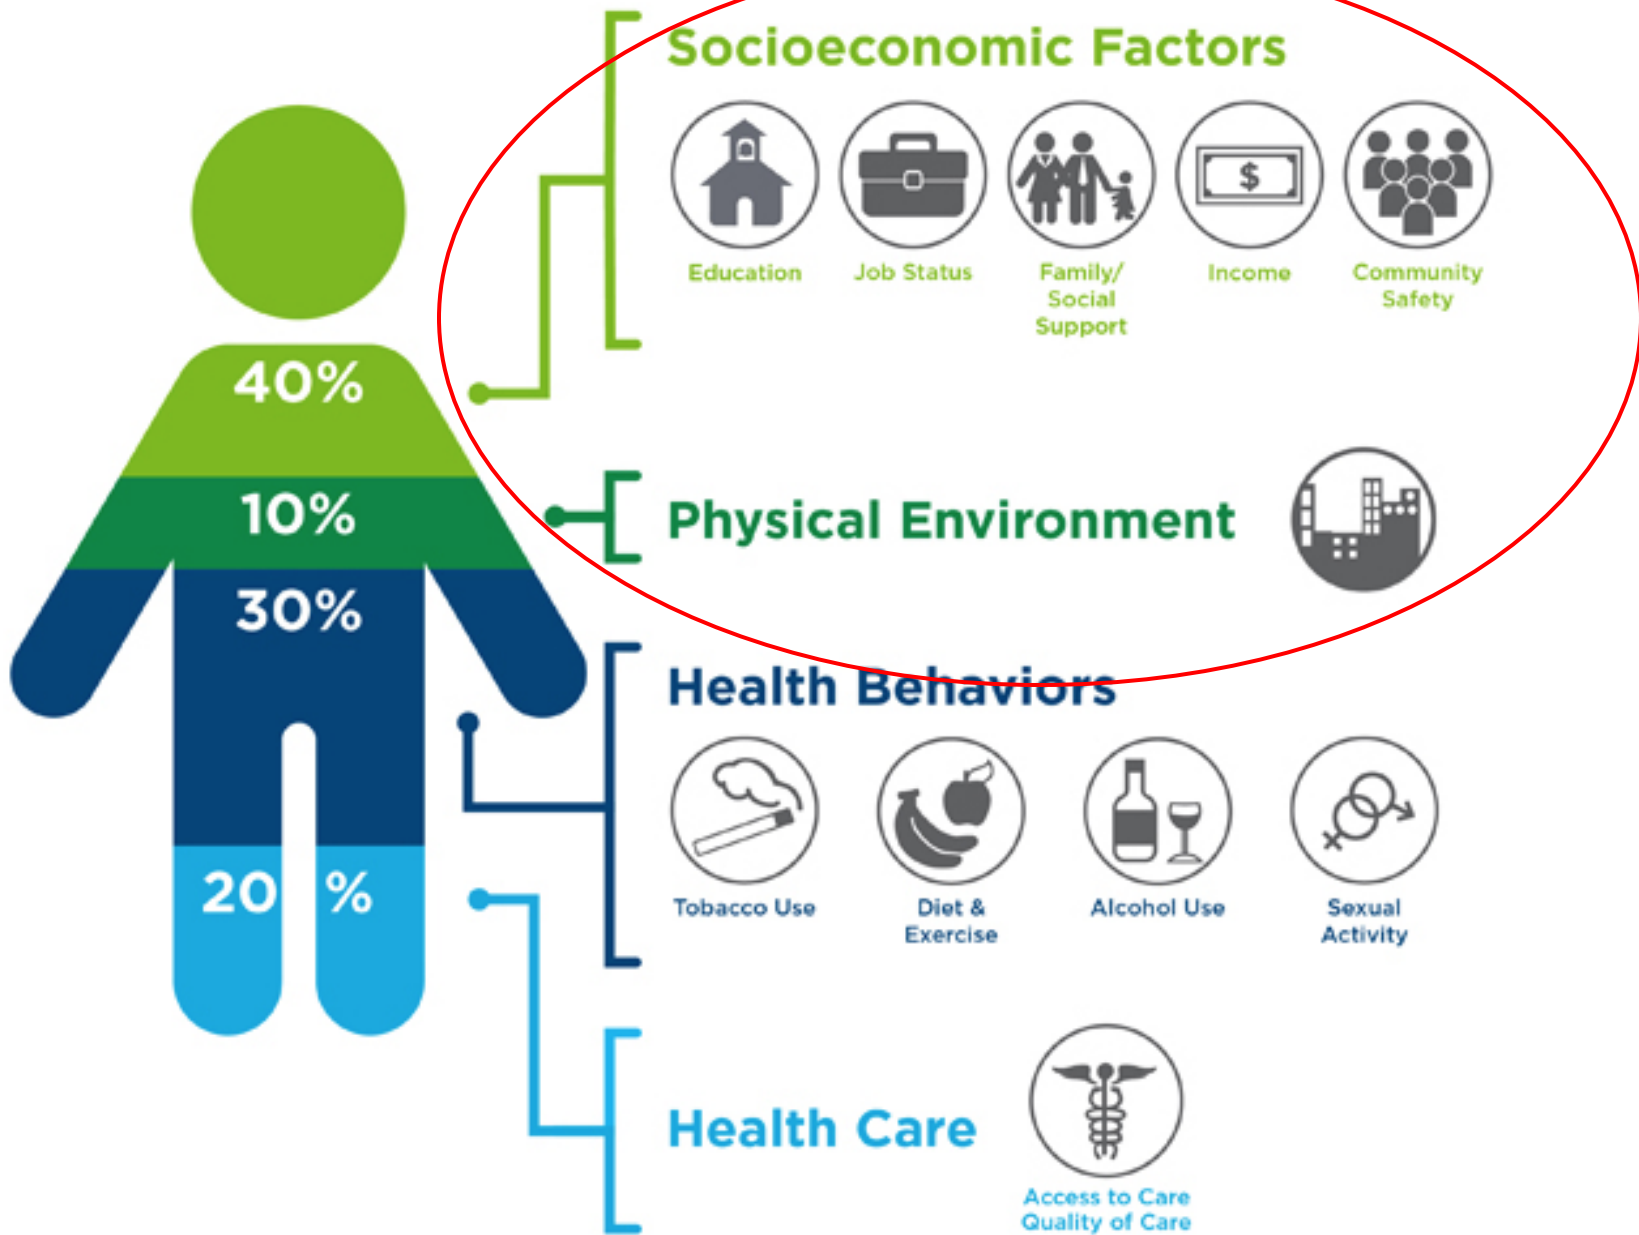 Socioeconomic Factors
$
Education
Job Status
Family/
Social
Support
Income
Community
Safety
40%
10%
Physical Environment
30%
Health Behaviors
Tobacco Use
Diet &
Exercise
Alcohol Use
Sexual
Activity
20 %
Health Care
Access to Care
Quality of Care